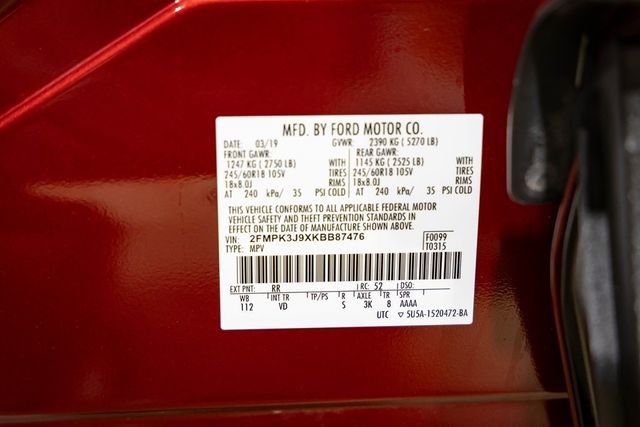 MFD. BY FORD MOTOR CO.
DATE: 03/19 GVWR: 2390 KG ( 5270 LB)
FRONT GAWR: REAR GAWR:
1247 KG ( 2750 LB) WITH 1145 KG ( 2525 LB) WITH
245/60R18 105V TIRES 245/60R18 105V TIRES
18x8.0J RIMS 18x8.0J RIMS
AT 240 kPa/ 35 PSI COLD AT 240 kPa/ 35 PSI COLD
THIS VEHICLE CONFORMS TO ALL APPLICABLE FEDERAL MOTOR
VEHICLE SAFETY AND THEFT PREVENTION STANDARDS IN
EFFECT ON THE DATE OF MANUFACTURE SHOWN ABOVE.
VIN: 2FMPK3J9XKBB87476 F0099
TYPE: MPV T0315
EXT PNT: RR RC: 52 DSO:
WB INT TR TP/PS R AXLE TR SPR
112 VD S 3K 8 AAAA
UTC ▽ 5U5A-1520472-BA